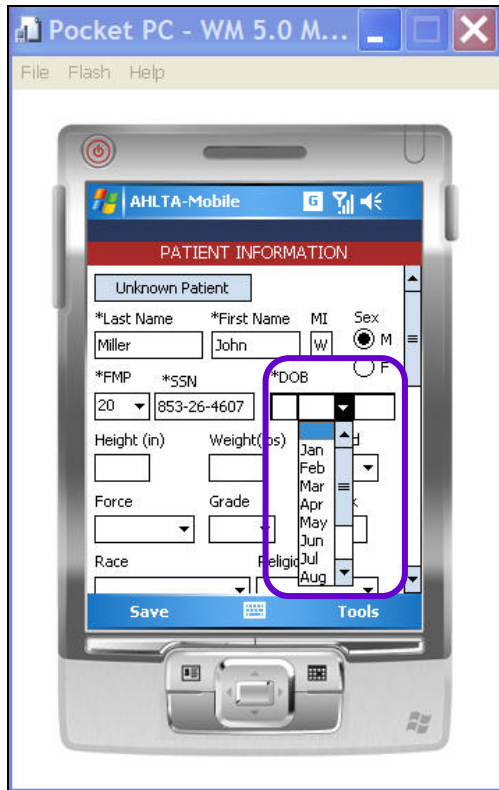 Pocket PC - WM 5.0 M...
File Flash Help
AHLTA-Mobile G
PATIENT INFORMATION
Unknown Patient
*Last Name *First Name MI Sex
Miller John W M
*FMP *SSN *DOB F
20 853-26-4607
Height (in) Weight(lbs)
Jan
Feb
Mar
Force Grade Apr
May
Jun
Race Jul
Aug
Save Tools